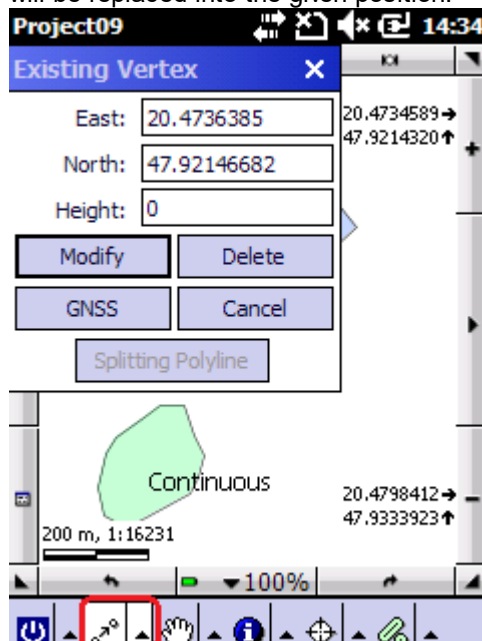 will be replaced into the given position.
Project09 14:34
Existing Vertex X
East: 20.4736385
North: 47.92146682
Height: 0
Modify Delete
GNSS Cancel
Splitting Polyline
20.4734589→
47.9214320↑
+
Continuous
20.4798412→
47.9333923↑
-
200 m, 1:16231
100%